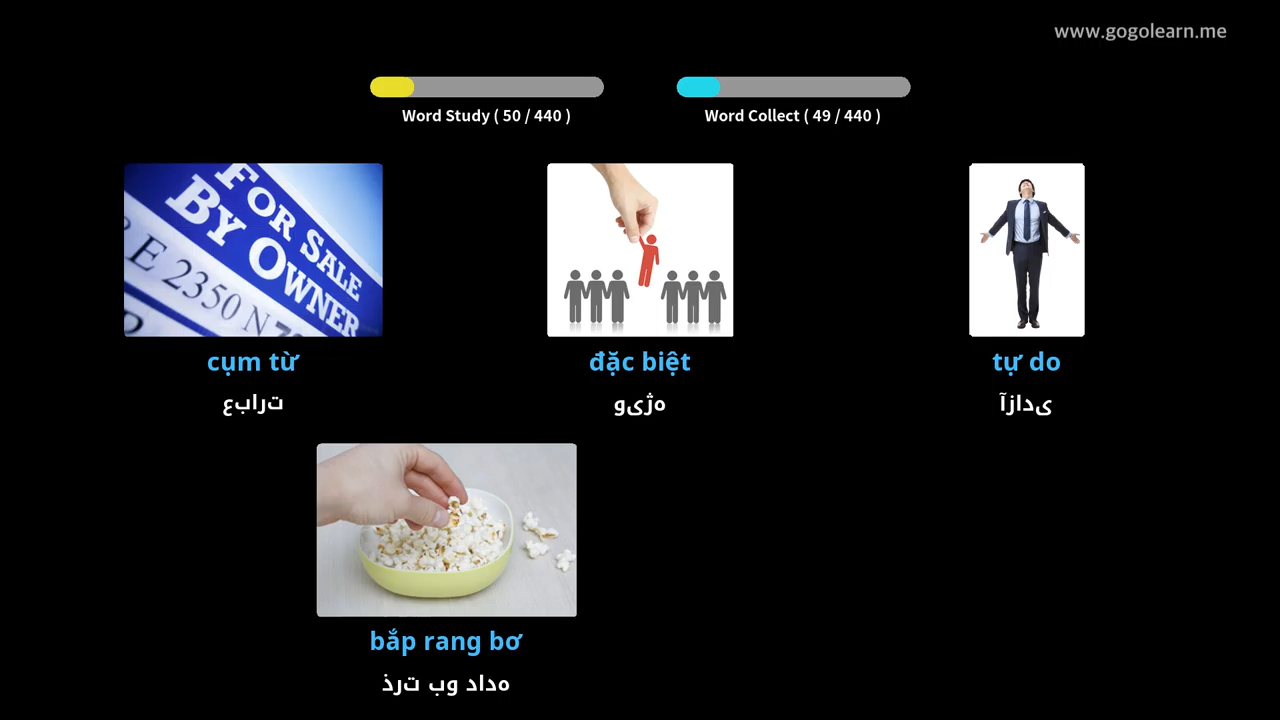 www.gogolearn.me
Word Study ( 50 / 440 )
Word Collect ( 49 / 440 )
FOR SALE
BY OWNER
E 2350 N
cụm từ
đặc biệt
tự do
ترابع
هژیو
یدازآ
bắp rang bơ
هداد وب ترذ